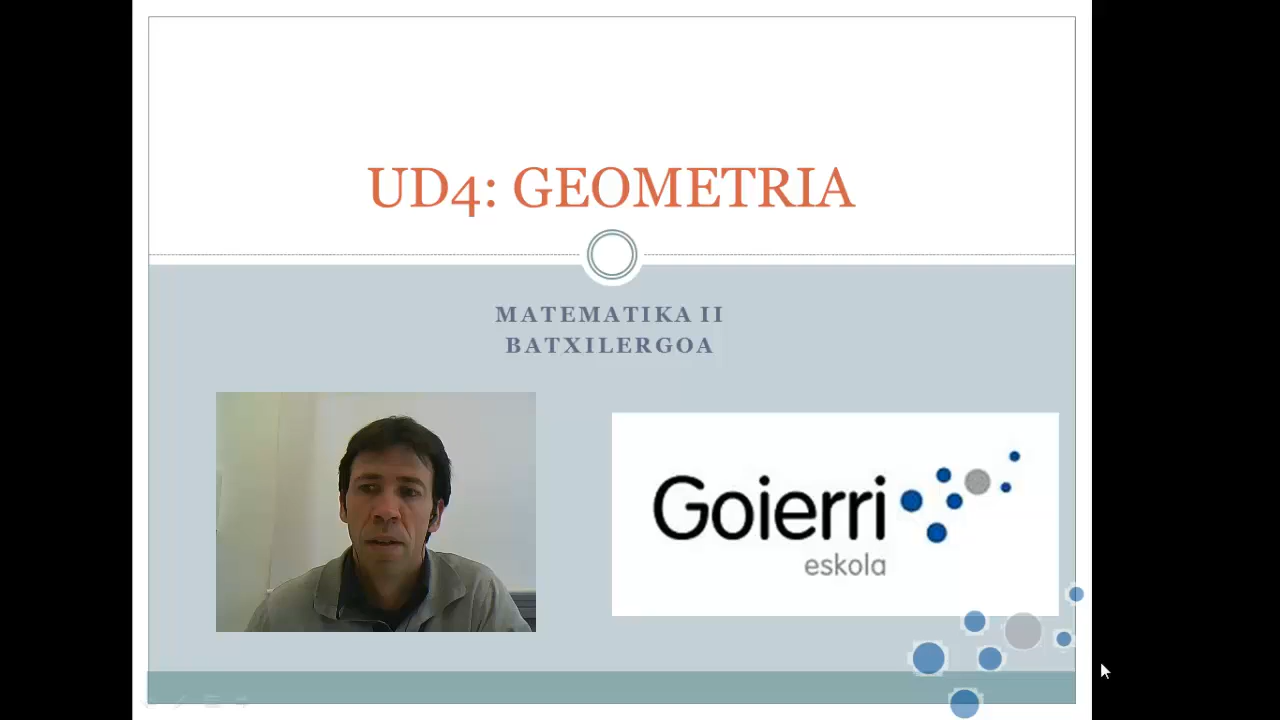 UD4: GEOMETRIA
MATEMATIKA II
BATXILERGOA
Goierri
eskola